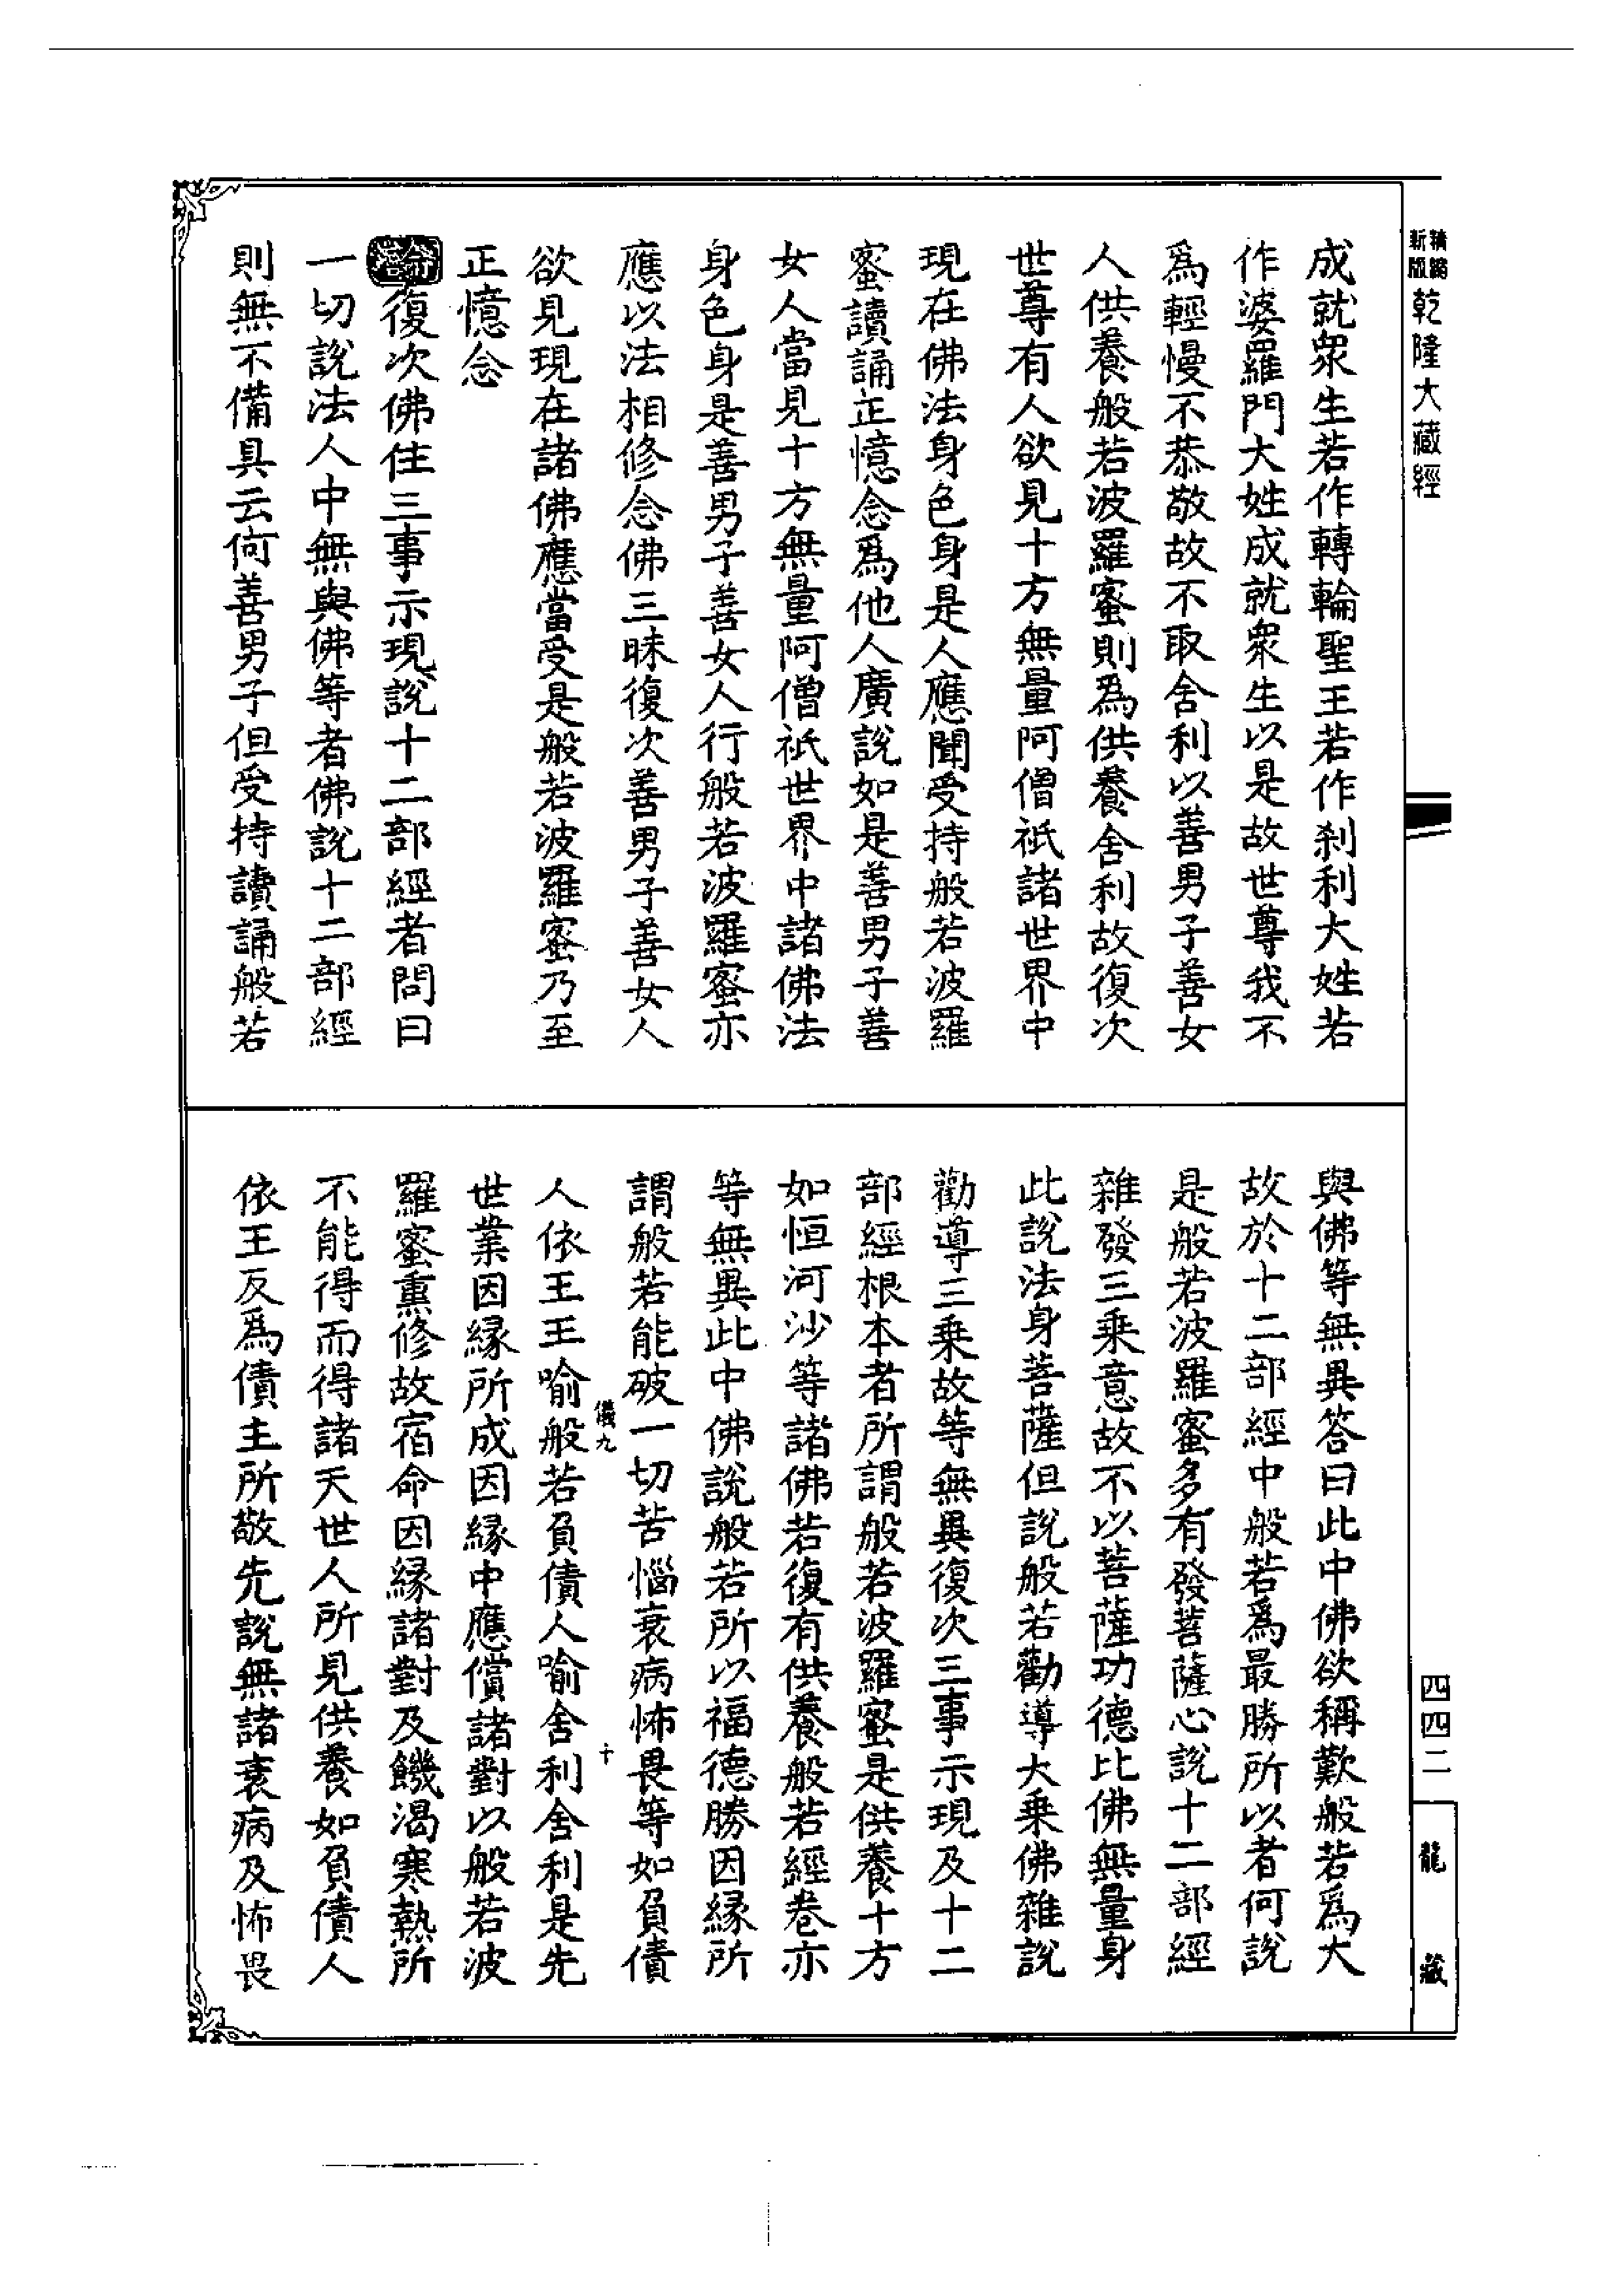 精縮
新版
乾隆大藏經
成就衆生若作轉輪聖王若作刹利大姓若
作婆羅門大姓成就衆生以是故世尊我不
爲輕慢不恭敬故不取舍利以善男子善女
人供養般若波羅蜜則爲供養舍利故復次
世尊有人欲見十方無量阿僧祇諸世界中
現在佛法身色身是人應聞受持般若波羅
蜜讀誦正憶念爲他人廣說如是善男子善
女人當見十方無量阿僧祇世界中諸佛法
身色身是善男子善女人行般若波羅蜜亦
應以法相修念佛三昧復次善男子善女人
欲見現在諸佛應當受是般若波羅蜜乃至
正憶念
復次佛住三事示現說十二部經者問曰
一切說法人中無與佛等者佛說十二部經
則無不備具云何善男子但受持讀誦般若
與佛等無異答曰此中佛欲稱歎般若爲大
故於十二部經中般若爲最勝所以者何說
是般若波羅蜜多有發菩薩心說十二部經
雜發三乘意故不以菩薩功德比佛無量身
此說法身菩薩但說般若勸導大乘佛雜說
勸導三乘故等無異復次三事示現及十二
部經根本者所謂般若波羅蜜是供養十方
如恒河沙等諸佛若復有供養般若經卷亦
等無異此中佛說般若所以福德勝因緣所
謂般若能破一切苦惱衰病怖畏等如負債
儀九
十
人依王王喻般若負債人喻舍利舍利是先
世業因緣所成因緣中應償諸對以般若波
羅蜜熏修故宿命因緣諸對及饑渴寒熱所
不能得而得諸天世人所見供養如負債人
依王反爲債主所敬先說無諸衰病及怖畏
四四二
龍藏